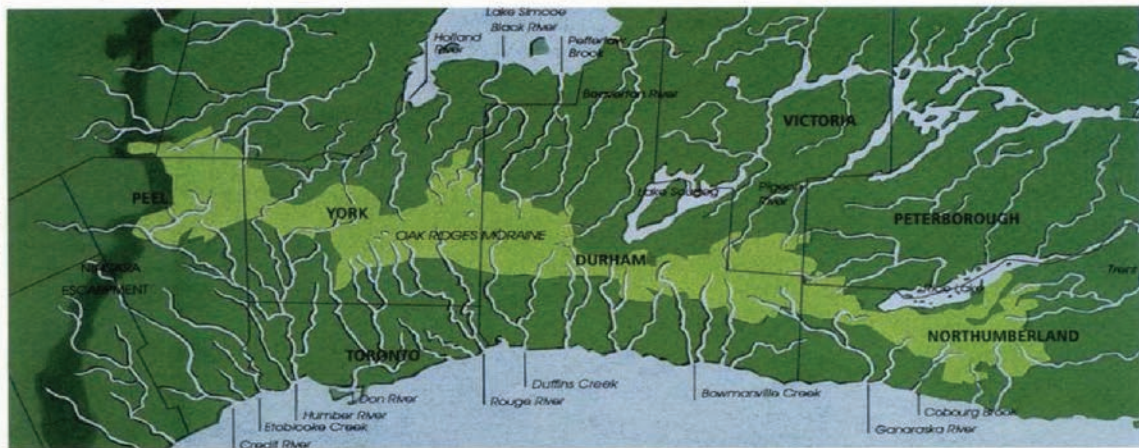 Lake Simcoe
Black River
Holland
River
Pefferlaw
Brook
Beaverton River
VICTORIA
Lake Scugog
Pigeon
River
PEEL
YORK
PETERBOROUGH
OAK RIDGES MORAINE
DURHAM
NIAGARA
ESCARPMENT
Trent
Rice Lake
NORTHUMBERLAND
TORONTO
Duffins Creek
Don River
Rouge River
Bowmanville Creek
Humber River
Cobourg Brook
Etobicoke Creek
Ganaraska River
Credit River